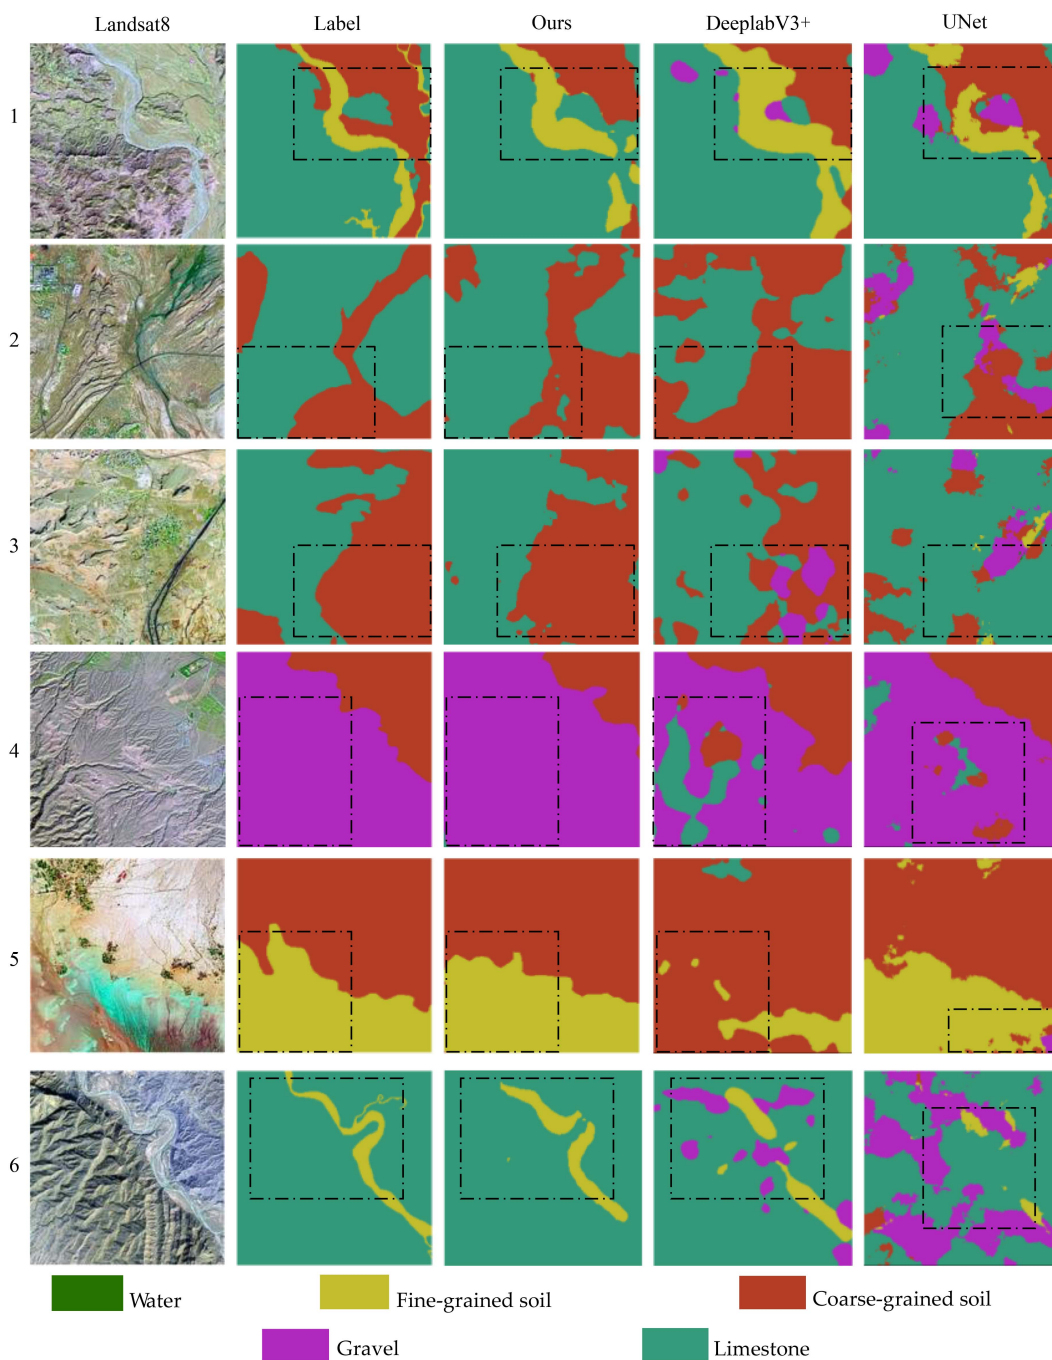 Landsat8 Label Ours DeeplabV3+ UNet
1
2
3
4
5
6
Water Fine-grained soil Coarse-grained soil
Gravel Limestone